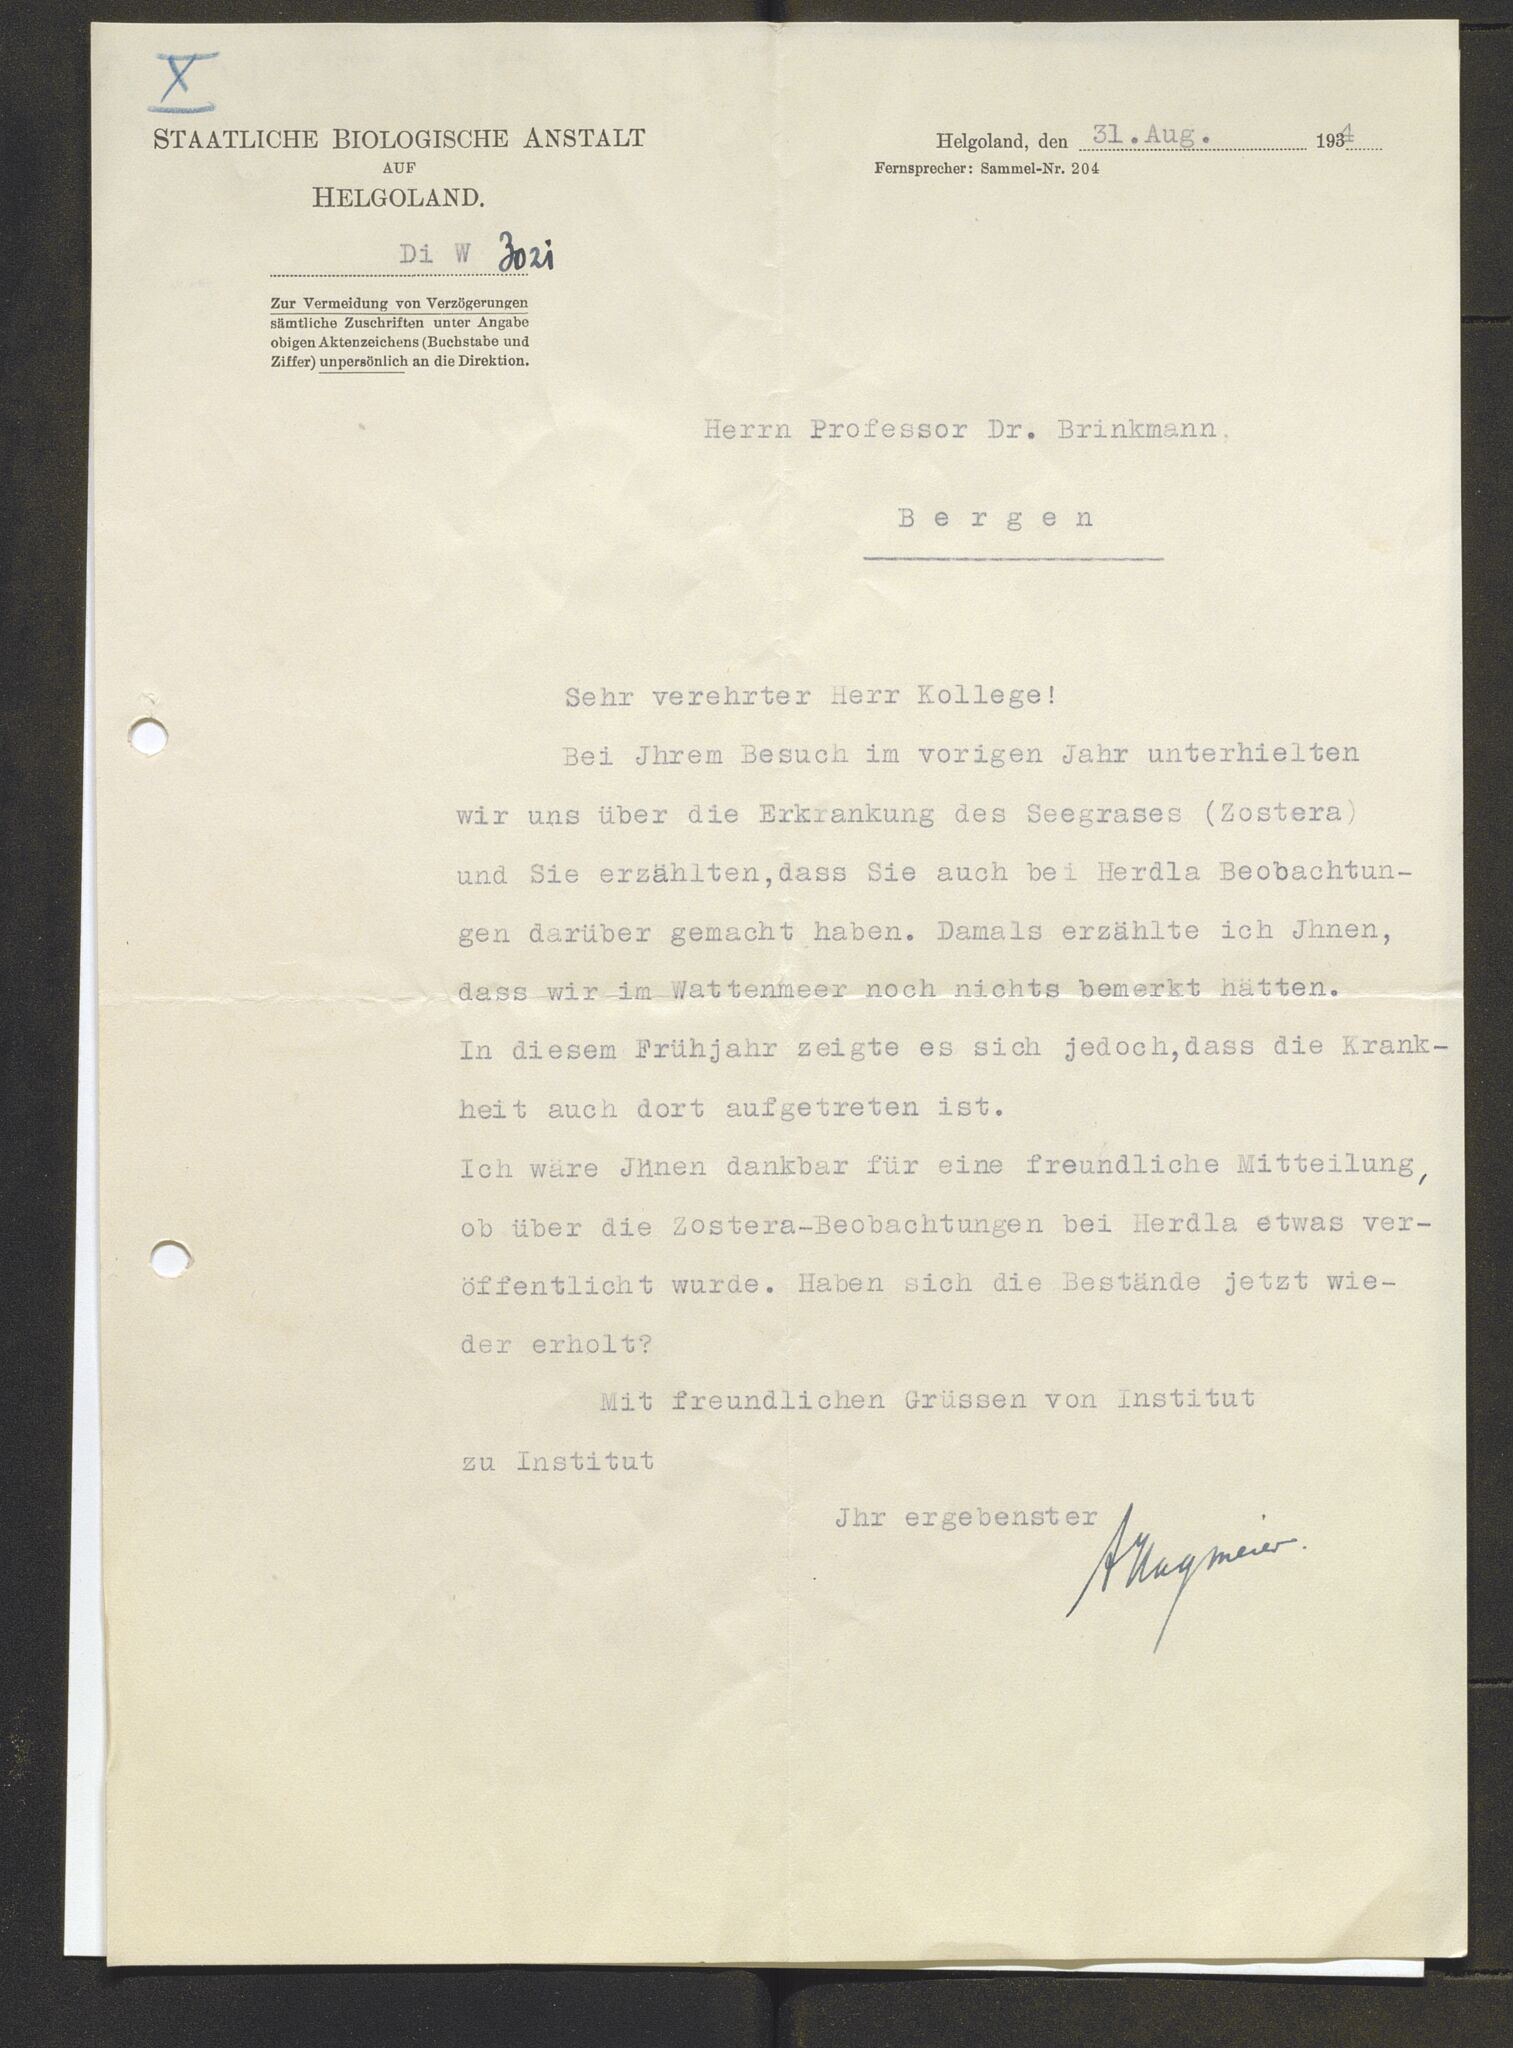 X
STAATLICHE BIOLOGISCHE ANSTALT
AUF
HELGOLAND.
Di W
Zur Vermeidung von Verzögerungen
sämtliche Zuschriften unter Angabe
obigen Aktenzeichens (Buchstabe und
Ziffer) unpersönlich an die Direktion.
Helgoland, den 31.Aug. 1934
Fernsprecher: Sammel-Nr. 204
Herrn Professor Dr. Brinkmann,
B e r g e n
Sehr verehrter Herr Kollege!
Bei Jhrem Besuch im vorigen Jahr unterhielten
wir uns über die Erkrankung des Seegrases (Zostera)
und Sie erzählten,dass Sie auch bei Herdla Beobachtun-
gen darüber gemacht haben. Damals erzählte ich Jhnen,
dass wir im Wattenmeer noch nichts bemerkt hätten.
In diesem Frühjahr zeigte es sich jedoch,dass die Krank-
heit auch dort aufgetreten ist.
Ich wäre Jhnen dankbar für eine freundliche Mitteilung,
ob über die Zostera-Beobachtungen bei Herdla etwas ver-
öffentlicht wurde. Haben sich die Bestände jetzt wie-
der erholt?
Mit freundlichen Grüssen von Institut
zu Institut
Jhr ergebenster
AHagmeier.